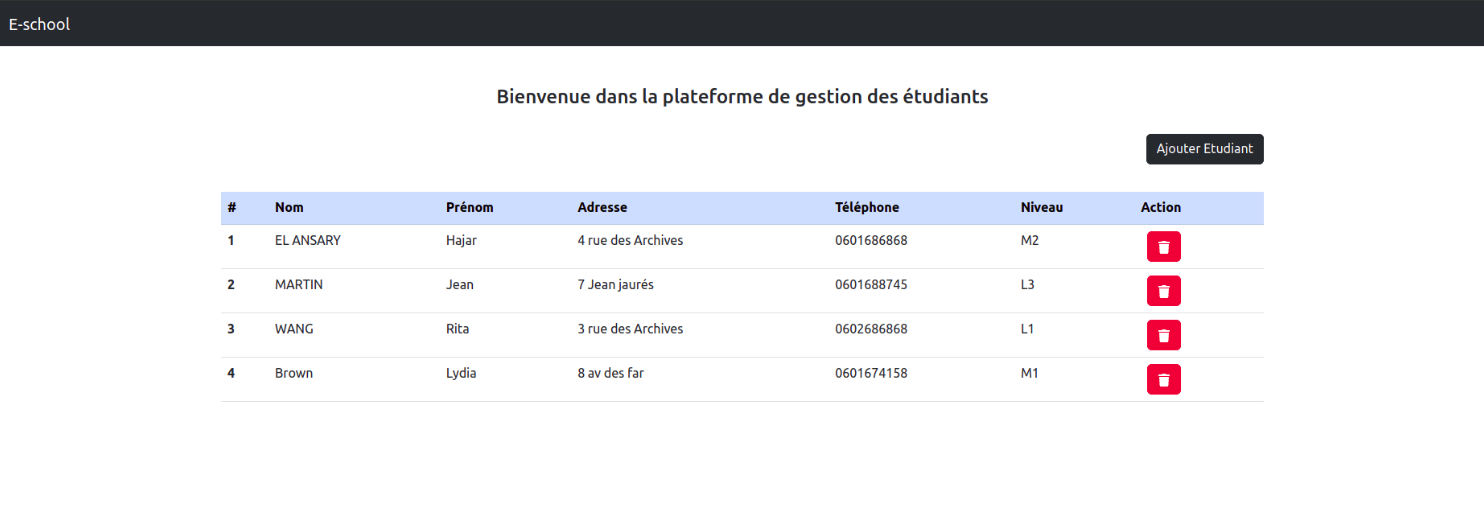 E-school
Bienvenue dans la plateforme de gestion des étudiants
Ajouter Etudiant
# Nom Prénom Adresse Téléphone Niveau Action
1 EL ANSARY Hajar 4 rue des Archives 0601686868 M2
2 MARTIN Jean 7 Jean jaurés 0601688745 L3
3 WANG Rita 3 rue des Archives 0602686868 L1
4 Brown Lydia 8 av des far 0601674158 M1